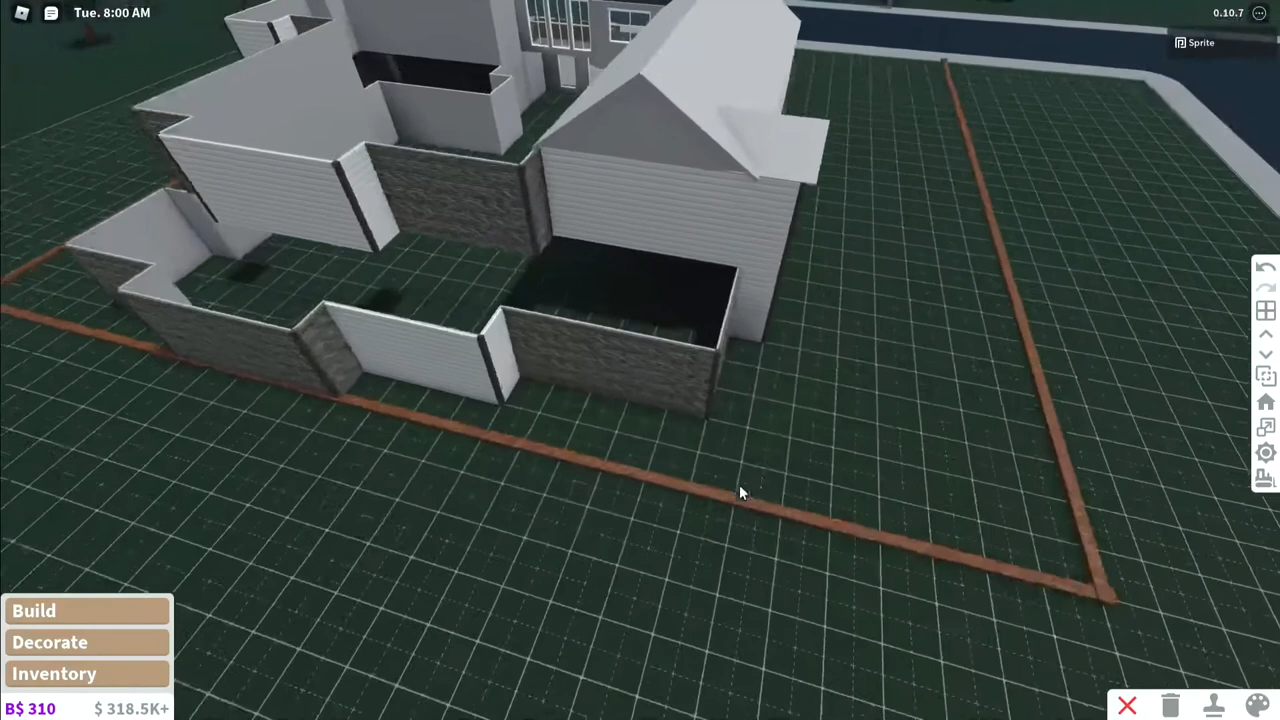 Tue. 8:00 AM
0.10.7
Sprite
Build
Decorate
Inventory
B$ 310
$ 318.5K+